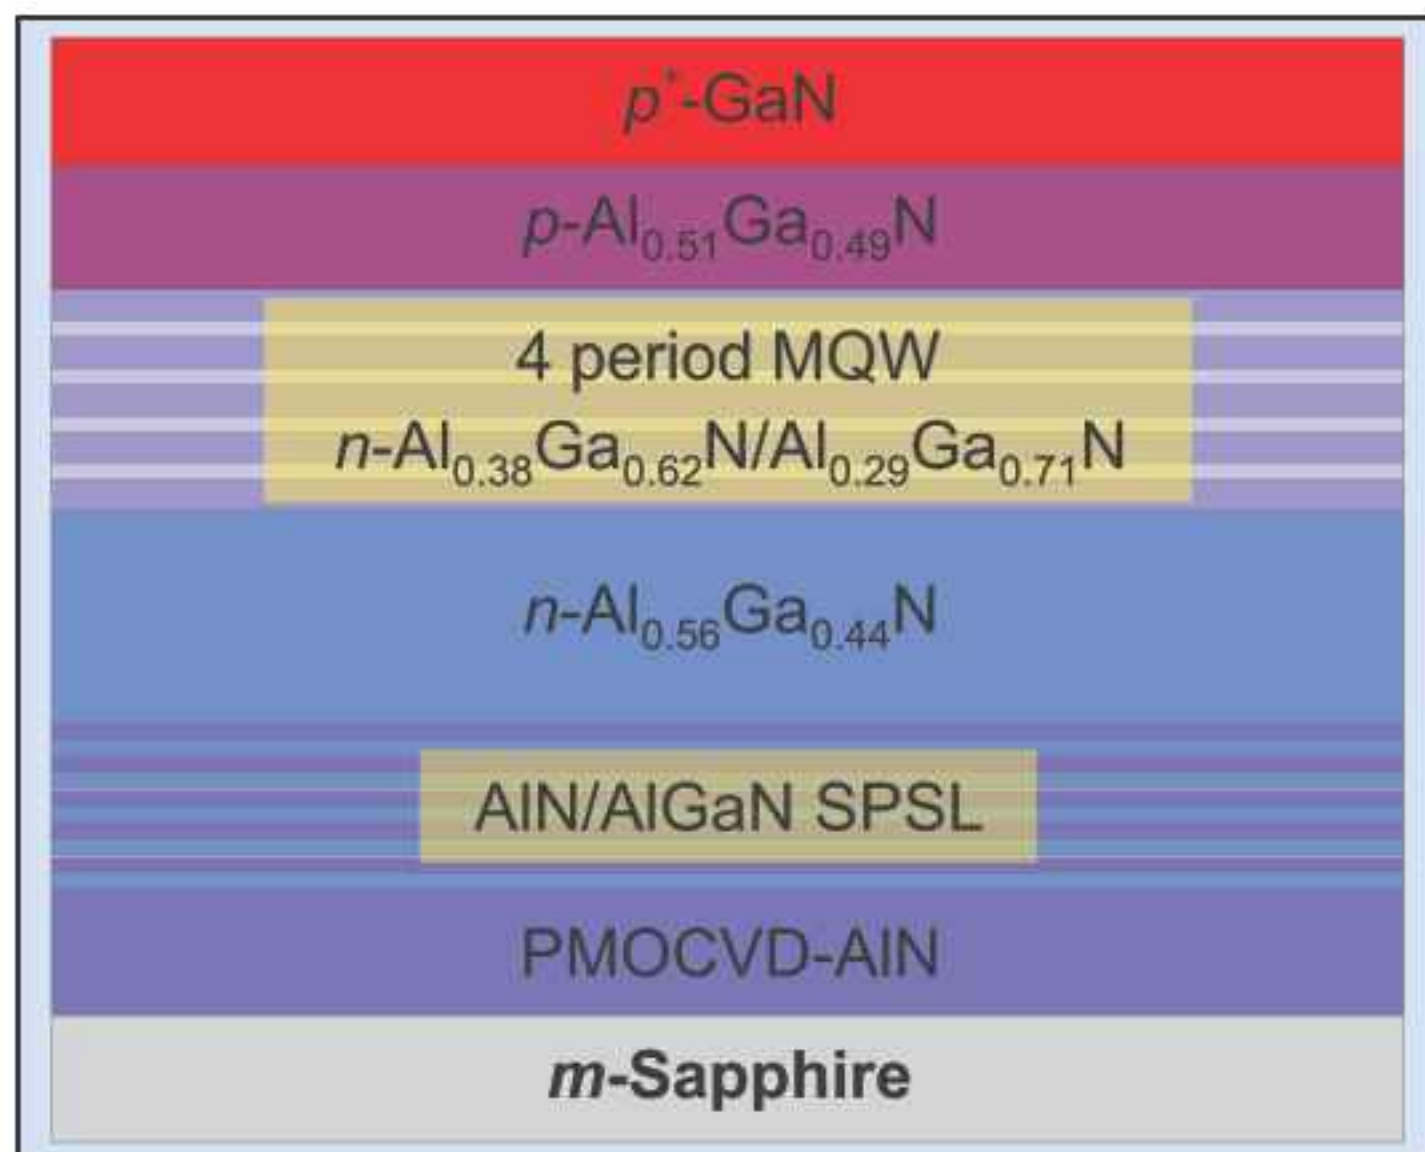 p⁺-GaN
p-Al₀.₅₁Ga₀.₄₉N
4 period MQW
n-Al₀.₃₈Ga₀.₆₂N/Al₀.₂₉Ga₀.₇₁N
n-Al₀.₅₆Ga₀.₄₄N
AlN/AlGaN SPSL
PMOCVD-AlN
m-Sapphire